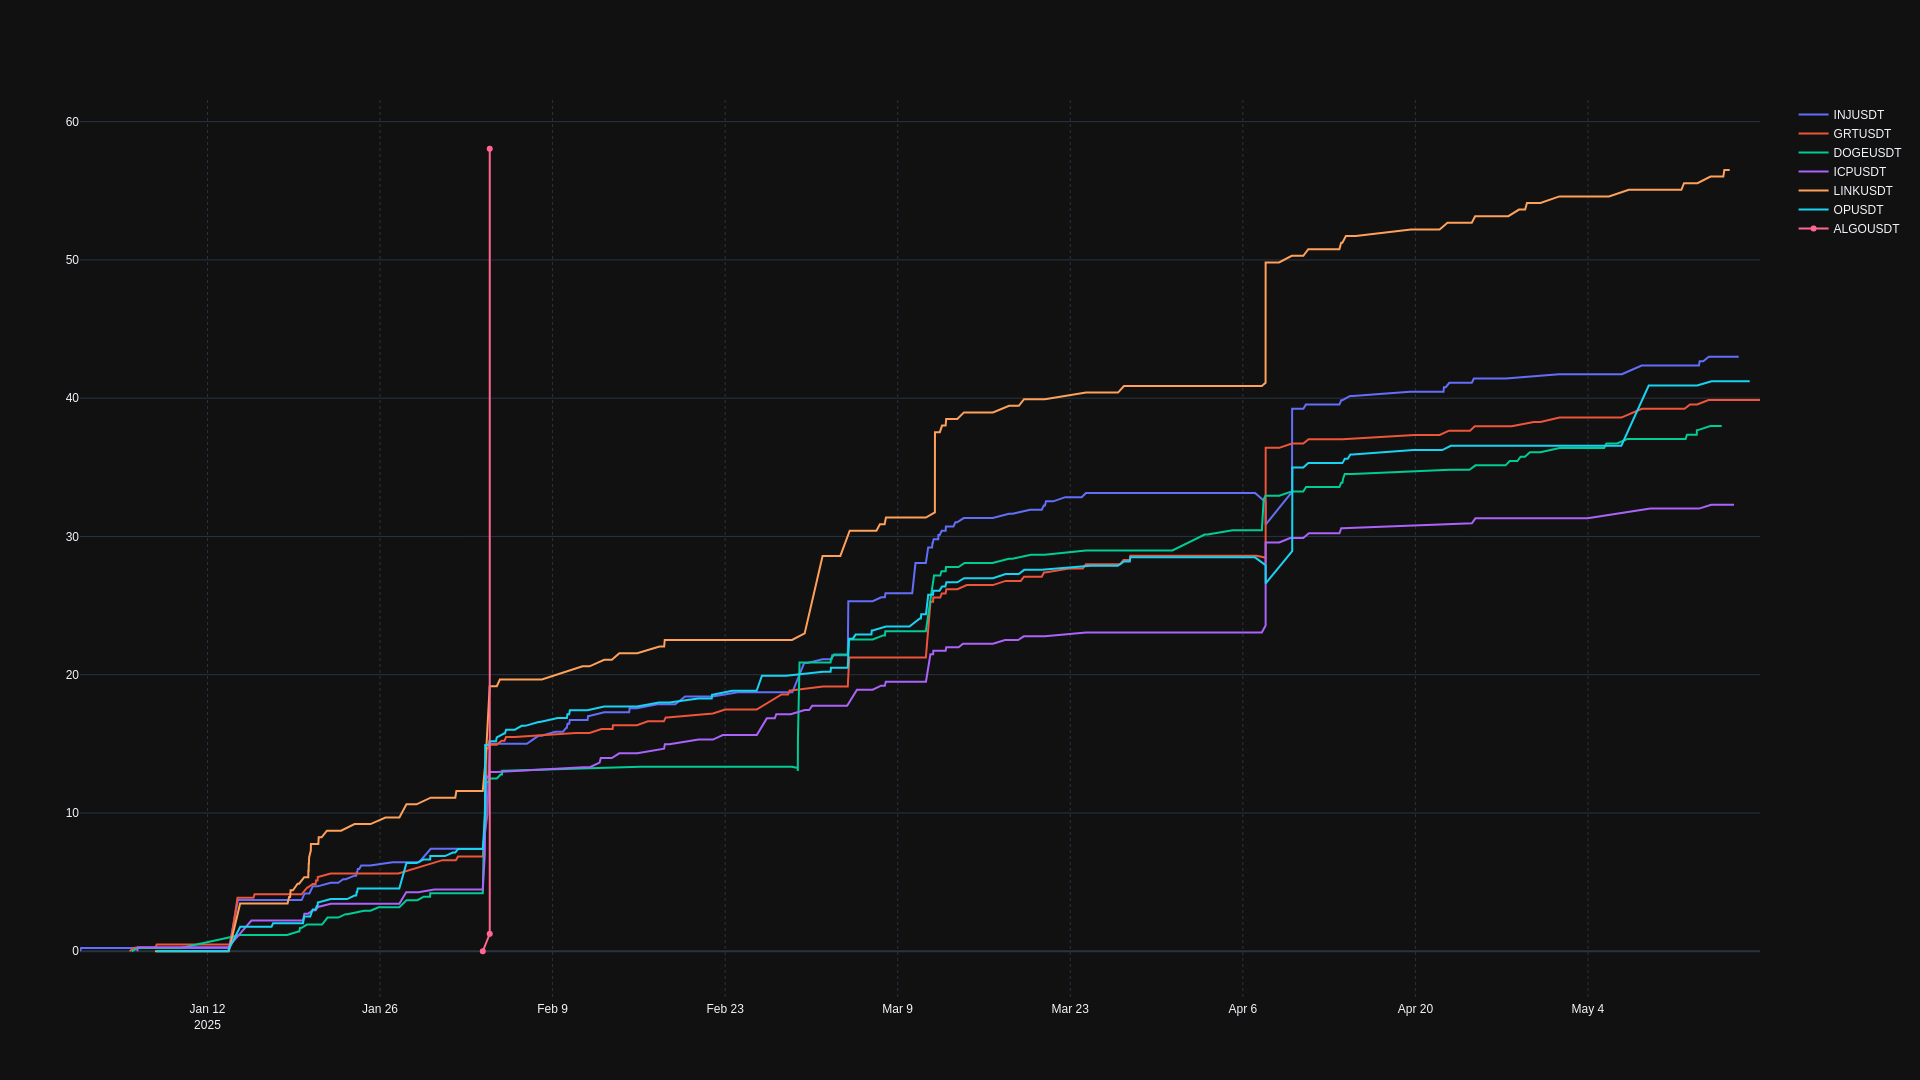 60
50
40
30
20
10
0
Jan 12
2025
Jan 26
Feb 9
Feb 23
Mar 9
Mar 23
Apr 6
Apr 20
May 4
INJUSDT
GRTUSDT
DOGEUSDT
ICPUSDT
LINKUSDT
OPUSDT
ALGOUSDT